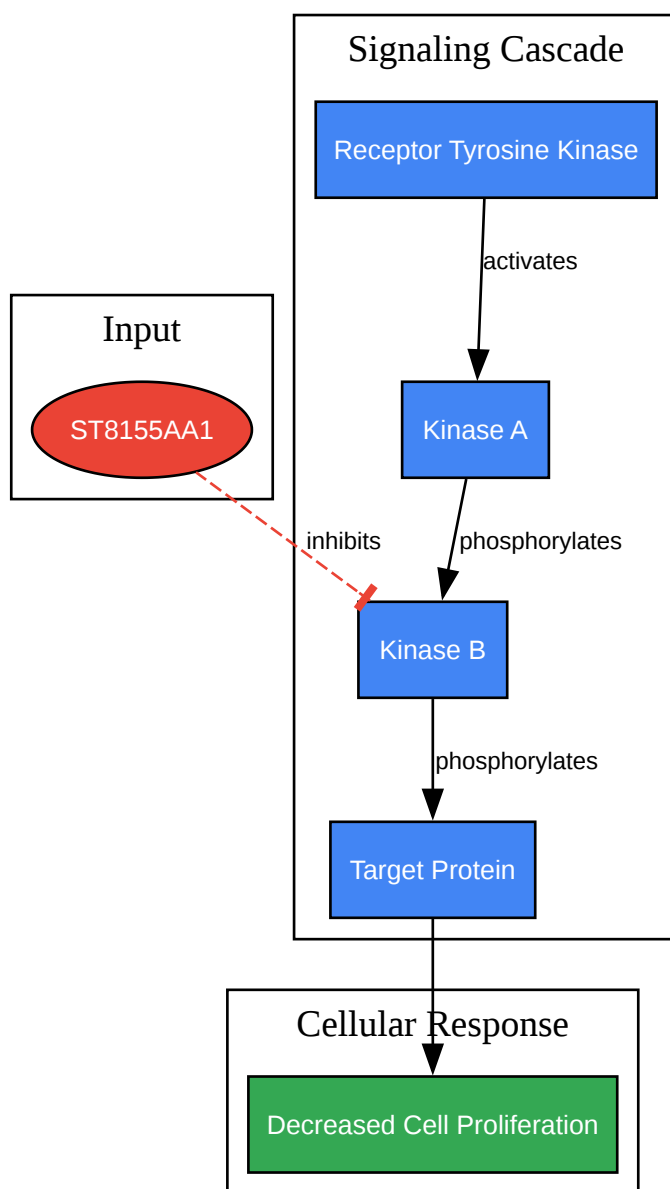 Signaling Cascade
Receptor Tyrosine Kinase
activates
Input
ST8155AA1
Kinase A
inhibits
phosphorylates
Kinase B
phosphorylates
Target Protein
Cellular Response
Decreased Cell Proliferation